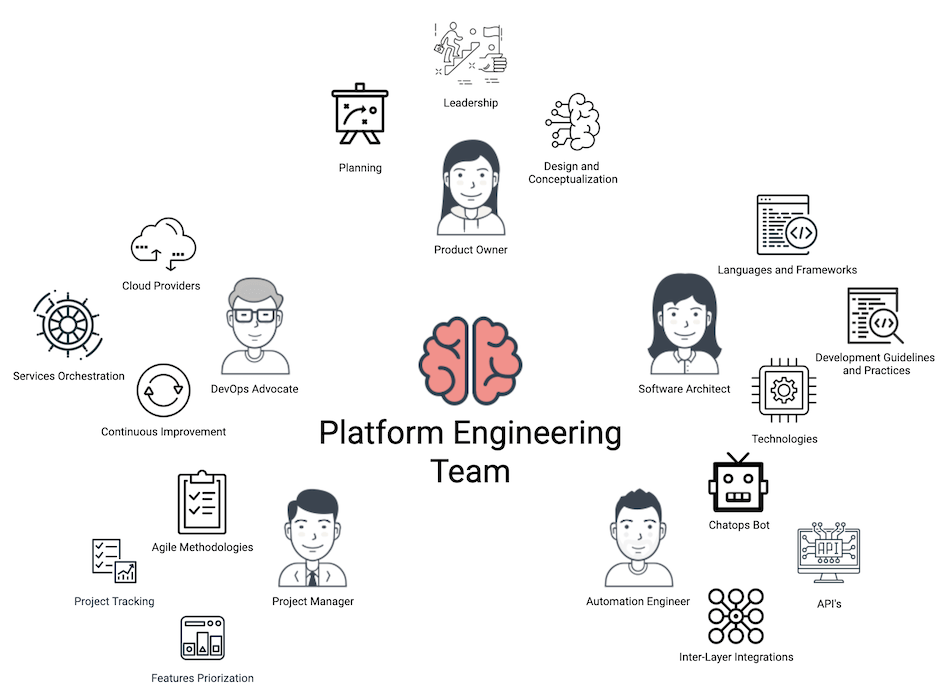 Leadership
Planning
Design and
Conceptualization
Product Owner
Cloud Providers
Languages and Frameworks
Services Orchestration
DevOps Advocate
Software Architect
Development Guidelines
and Practices
Continuous Improvement
Platform Engineering
Team
Technologies
Chatops Bot
Agile Methodologies
Project Tracking
Project Manager
Automation Engineer
API
API's
Inter-Layer Integrations
Features Priorization